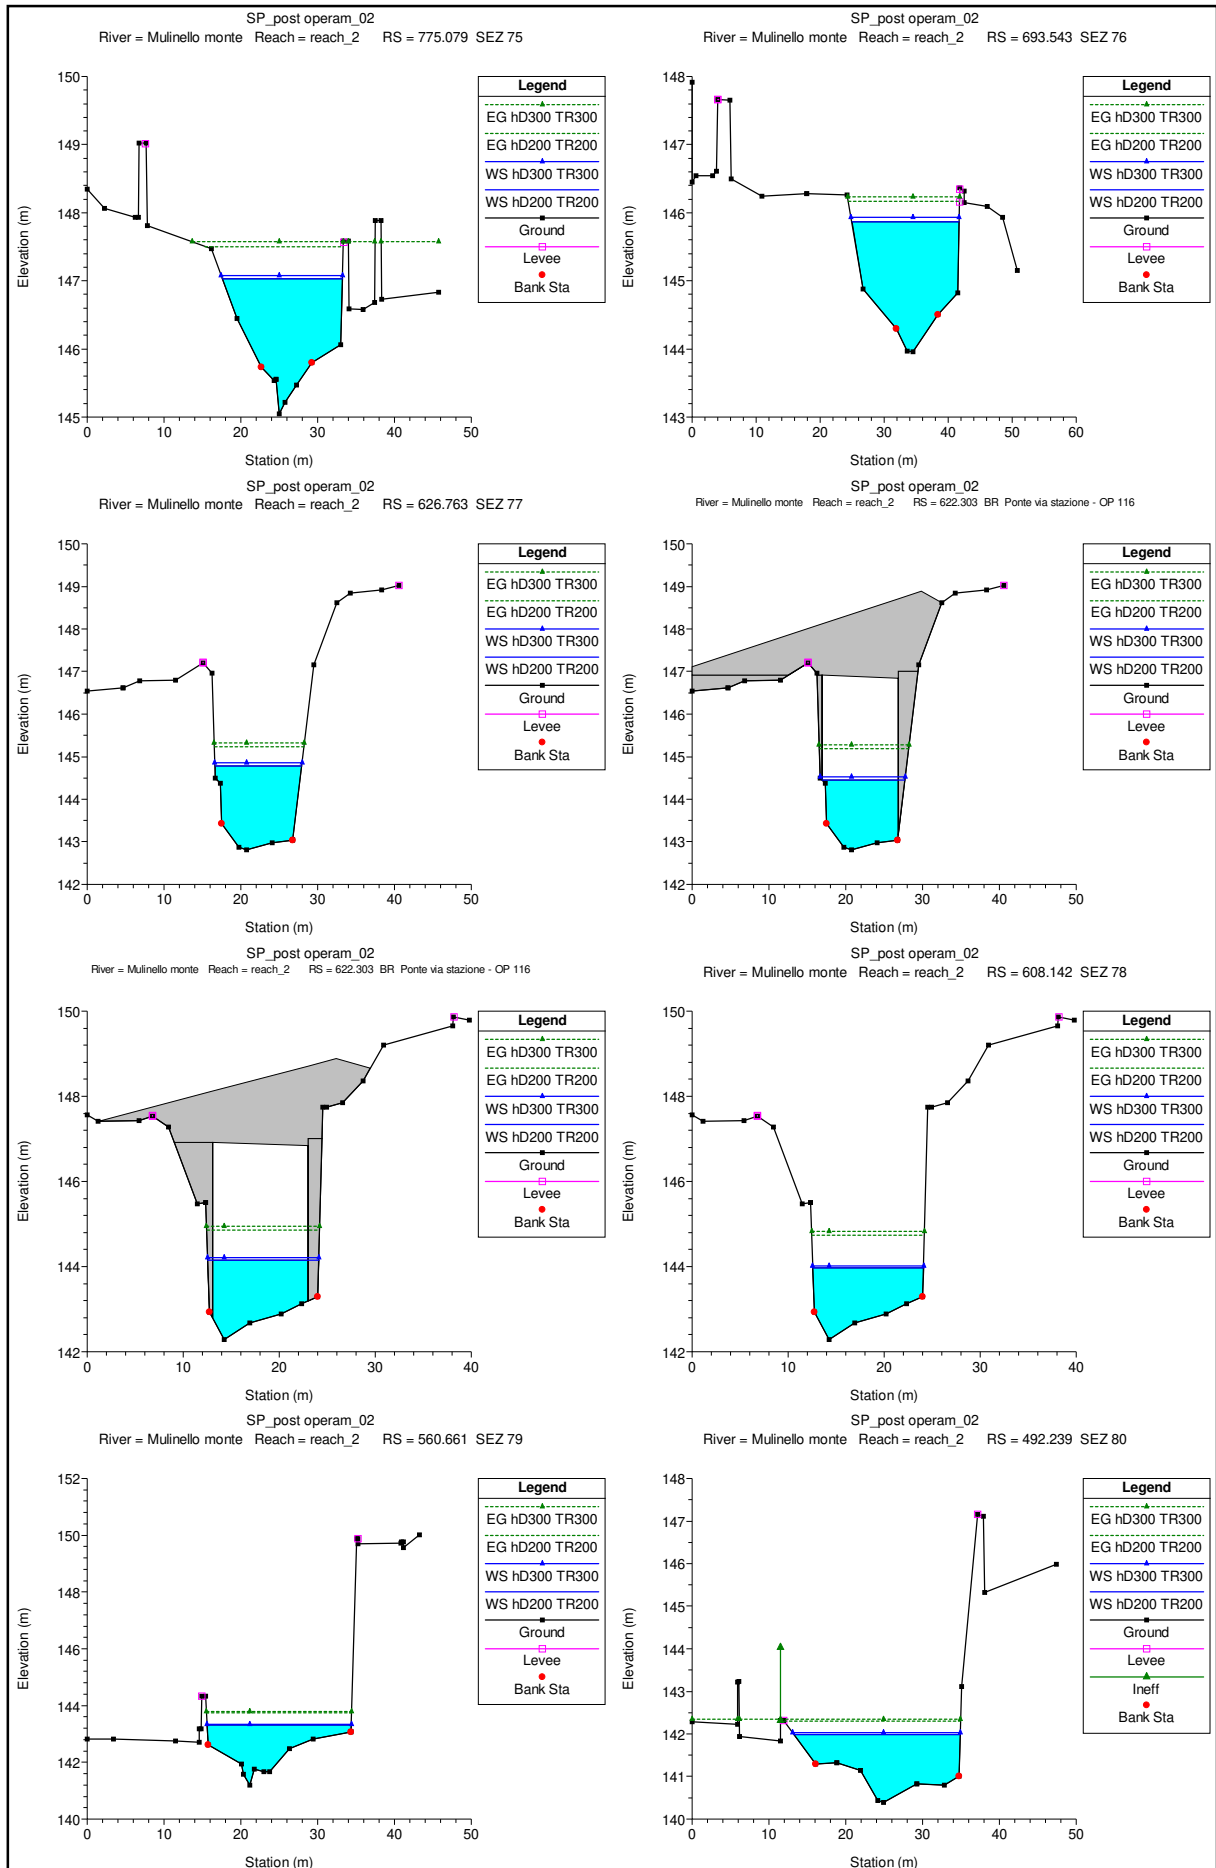 SP_post operam_02
River = Mulinello monte Reach = reach_2 RS = 775.079 SEZ 75
150
149
148
147
146
145
0 10 20 30 40 50
Elevation (m)
Station (m)
Legend
EG hD300 TR300
EG hD200 TR200
WS hD300 TR300
WS hD200 TR200
Ground
Levee
Bank Sta
SP_post operam_02
River = Mulinello monte Reach = reach_2 RS = 693.543 SEZ 76
148
147
146
145
144
143
0 10 20 30 40 50 60
Elevation (m)
Station (m)
Legend
EG hD300 TR300
EG hD200 TR200
WS hD300 TR300
WS hD200 TR200
Ground
Levee
Bank Sta
SP_post operam_02
River = Mulinello monte Reach = reach_2 RS = 626.763 SEZ 77
150
149
148
147
146
145
144
143
142
0 10 20 30 40 50
Elevation (m)
Station (m)
Legend
EG hD300 TR300
EG hD200 TR200
WS hD300 TR300
WS hD200 TR200
Ground
Levee
Bank Sta
SP_post operam_02
River = Mulinello monte Reach = reach_2 RS = 622.303 BR Ponte via stazione - OP 116
150
149
148
147
146
145
144
143
142
0 10 20 30 40 50
Elevation (m)
Station (m)
Legend
EG hD300 TR300
EG hD200 TR200
WS hD300 TR300
WS hD200 TR200
Ground
Levee
Bank Sta
SP_post operam_02
River = Mulinello monte Reach = reach_2 RS = 622.303 BR Ponte via stazione - OP 116
150
148
146
144
142
0 10 20 30 40
Elevation (m)
Station (m)
Legend
EG hD300 TR300
EG hD200 TR200
WS hD300 TR300
WS hD200 TR200
Ground
Levee
Bank Sta
SP_post operam_02
River = Mulinello monte Reach = reach_2 RS = 608.142 SEZ 78
150
148
146
144
142
0 10 20 30 40
Elevation (m)
Station (m)
Legend
EG hD300 TR300
EG hD200 TR200
WS hD300 TR300
WS hD200 TR200
Ground
Levee
Bank Sta
SP_post operam_02
River = Mulinello monte Reach = reach_2 RS = 560.661 SEZ 79
152
150
148
146
144
142
140
0 10 20 30 40 50
Elevation (m)
Station (m)
Legend
EG hD300 TR300
EG hD200 TR200
WS hD300 TR300
WS hD200 TR200
Ground
Levee
Bank Sta
SP_post operam_02
River = Mulinello monte Reach = reach_2 RS = 492.239 SEZ 80
148
147
146
145
144
143
142
141
140
0 10 20 30 40 50
Elevation (m)
Station (m)
Legend
EG hD300 TR300
EG hD200 TR200
WS hD300 TR300
WS hD200 TR200
Ground
Levee
Ineff
Bank Sta